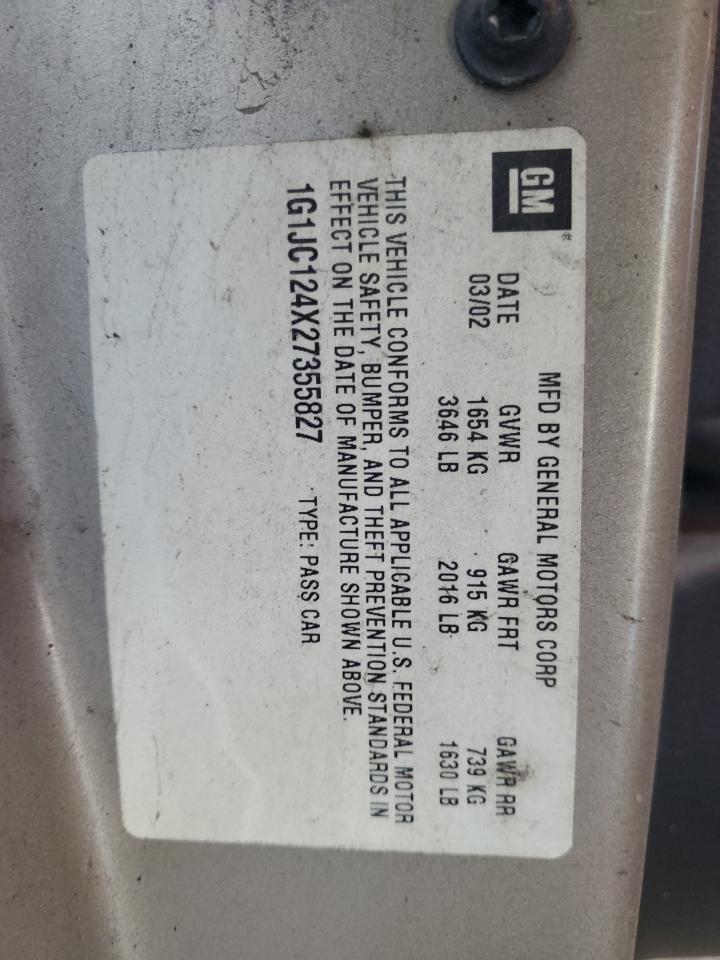 GM®
MFD BY GENERAL MOTORS CORP
DATE GVWR GAWR FRT GAWR RR
03/02 1654 KG 915 KG 739 KG
3646 LB 2016 LB 1630 LB
THIS VEHICLE CONFORMS TO ALL APPLICABLE U.S. FEDERAL MOTOR
VEHICLE SAFETY, BUMPER, AND THEFT PREVENTION STANDARDS IN
EFFECT ON THE DATE OF MANUFACTURE SHOWN ABOVE.
1G1JC124X27355827 TYPE: PASS CAR